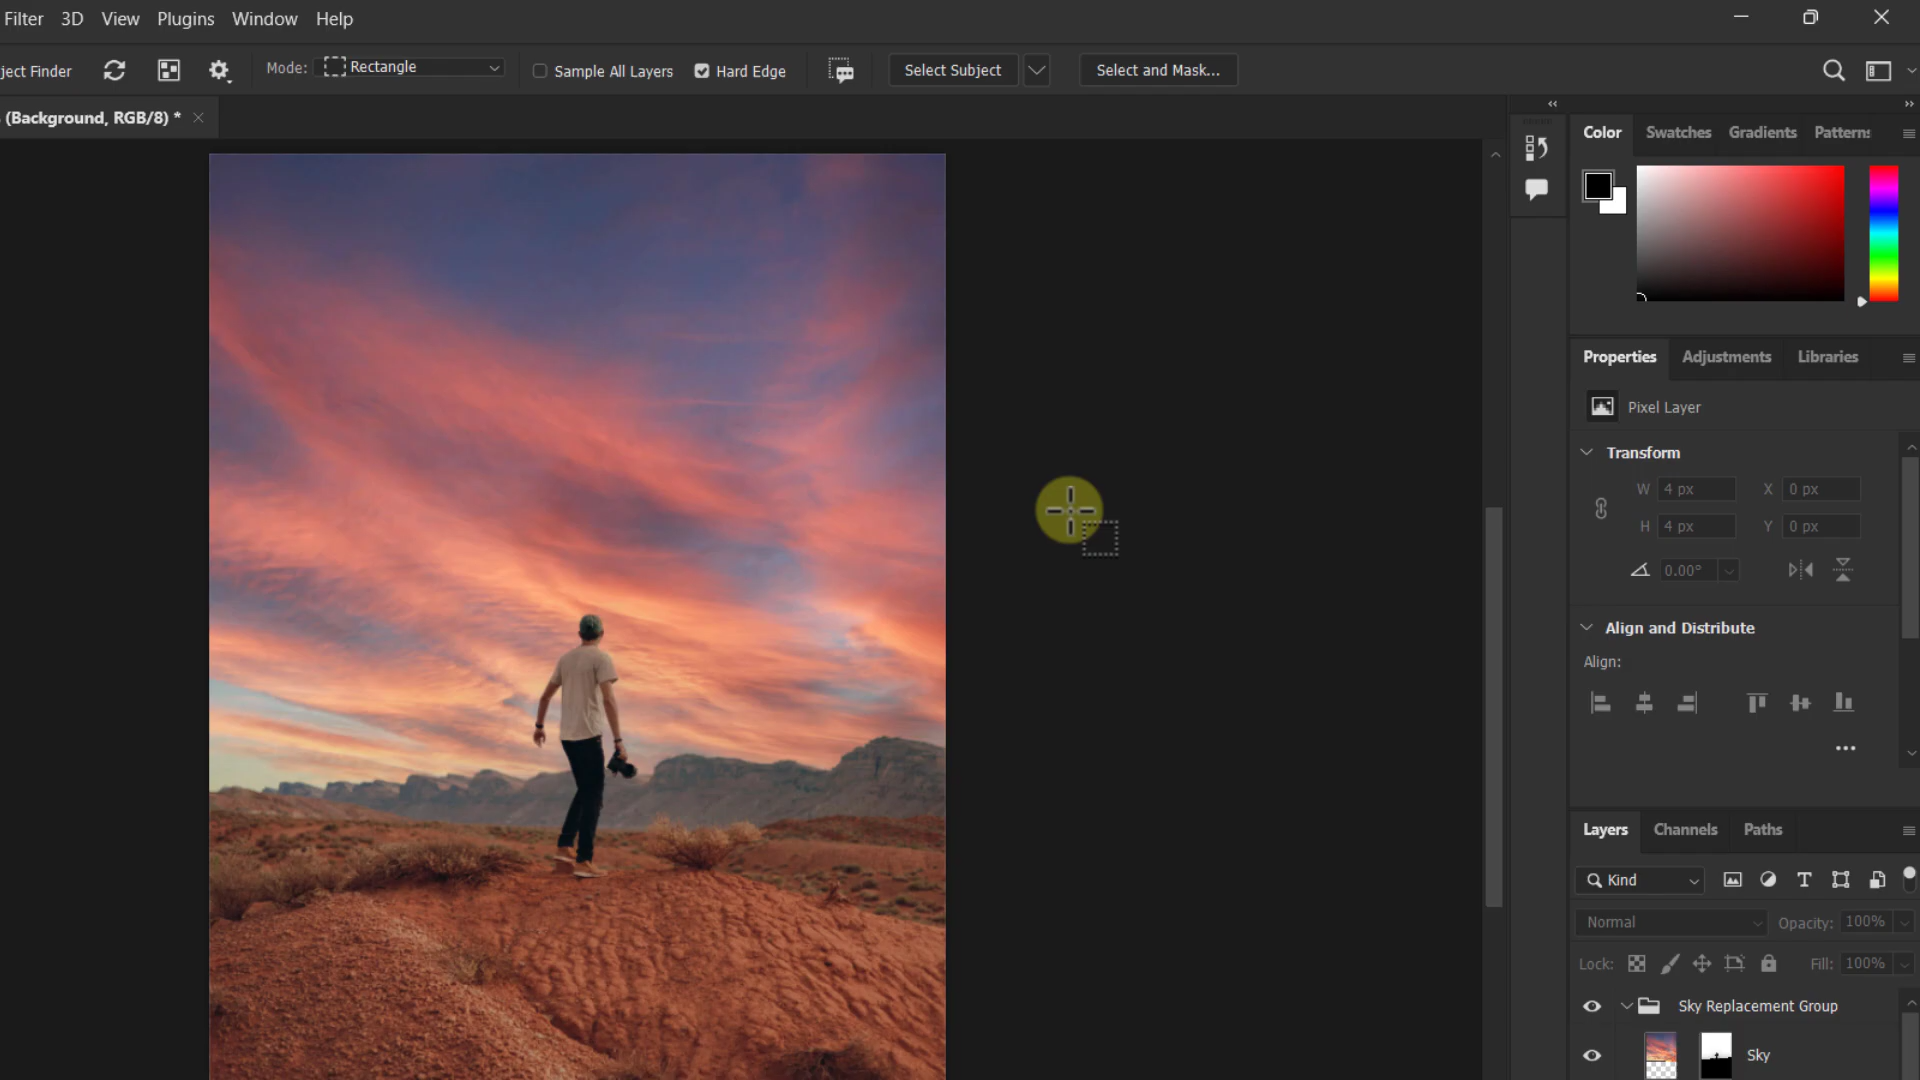 Filter 3D View Plugins Window Help
ject Finder Mode: Rectangle Sample All Layers Hard Edge Select Subject Select and Mask...
(Background, RGB/8) *
Color Swatches Gradients Patterns
Properties Adjustments Libraries
Pixel Layer
Transform
W 4 px X 0 px
H 4 px Y 0 px
0.00°
Align and Distribute
Align:
Layers Channels Paths
Kind
Normal Opacity: 100%
Lock: Fill: 100%
Sky Replacement Group
Sky